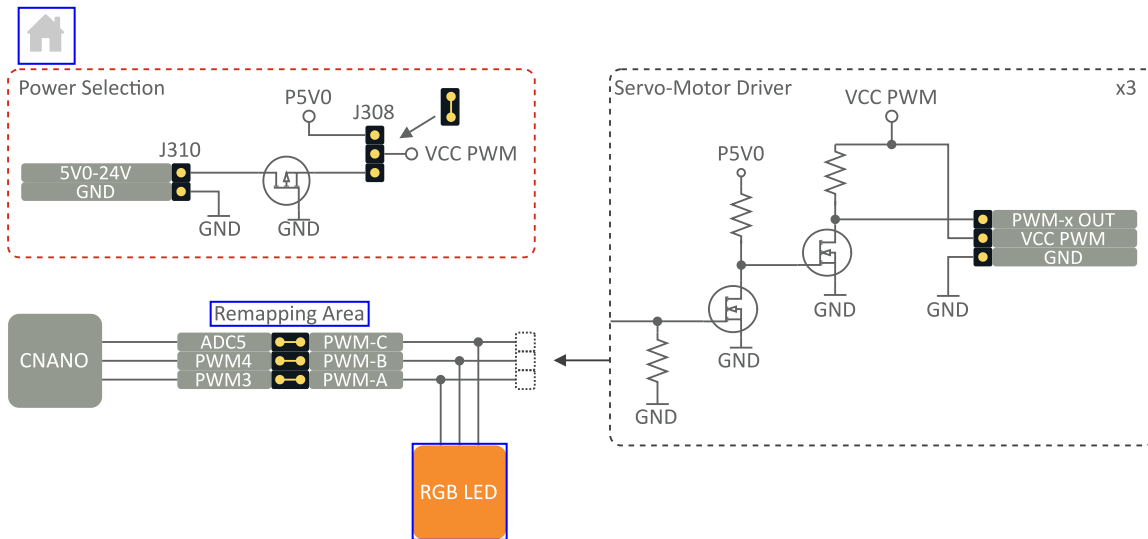 Power Selection
P5V0
J308
J310
VCC PWM
5V0-24V
GND
GND
GND
Servo-Motor Driver
x3
VCC PWM
P5V0
PWM-x OUT
VCC PWM
GND
GND
GND
GND
GND
Remapping Area
CNANO
ADC5
PWM-C
PWM4
PWM-B
PWM3
PWM-A
RGB LED